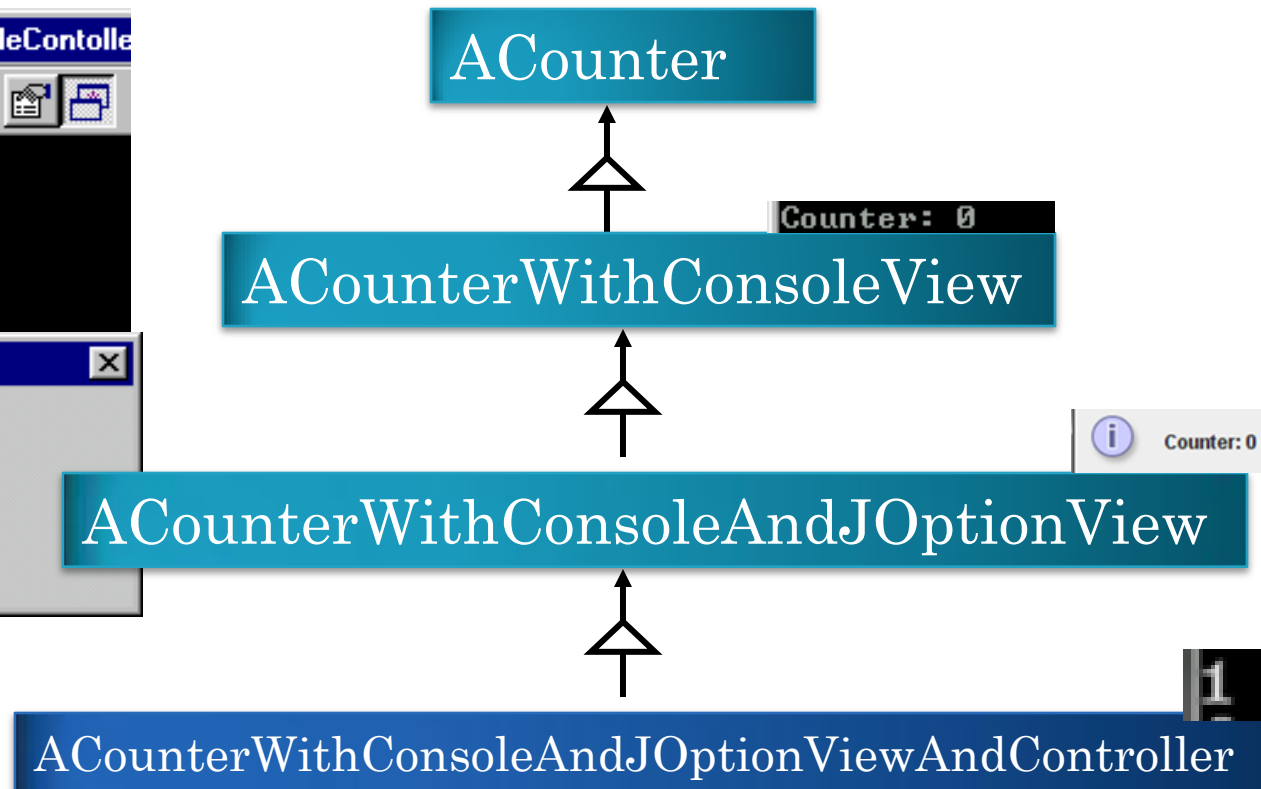 leContolle
ACounter
Counter: 0
ACounterWithConsoleView
i
Counter: 0
ACounterWithConsoleAndJOptionView
1
ACounterWithConsoleAndJOptionViewAndController